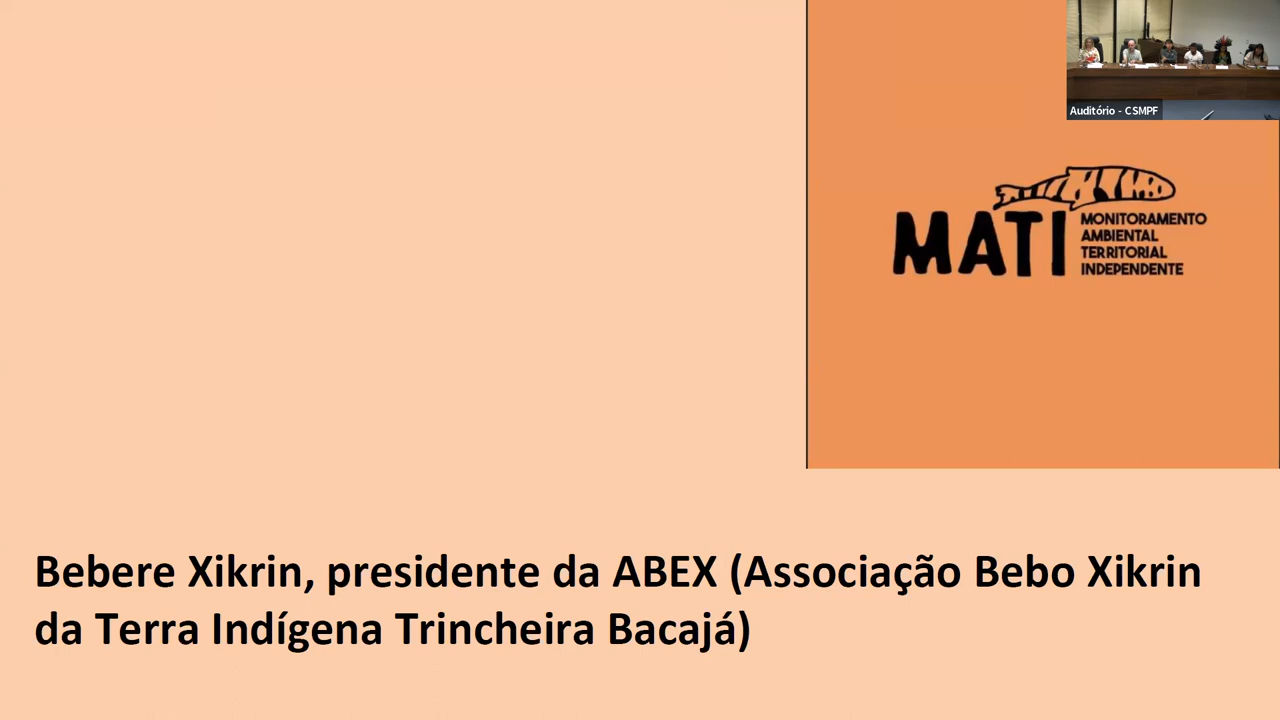 Auditório - CSMPF
MATI
MONITORAMENTO
AMBIENTAL
TERRITORIAL
INDEPENDENTE
Bebere Xikrin, presidente da ABEX (Associação Bebo Xikrin
da Terra Indígena Trincheira Bacajá)